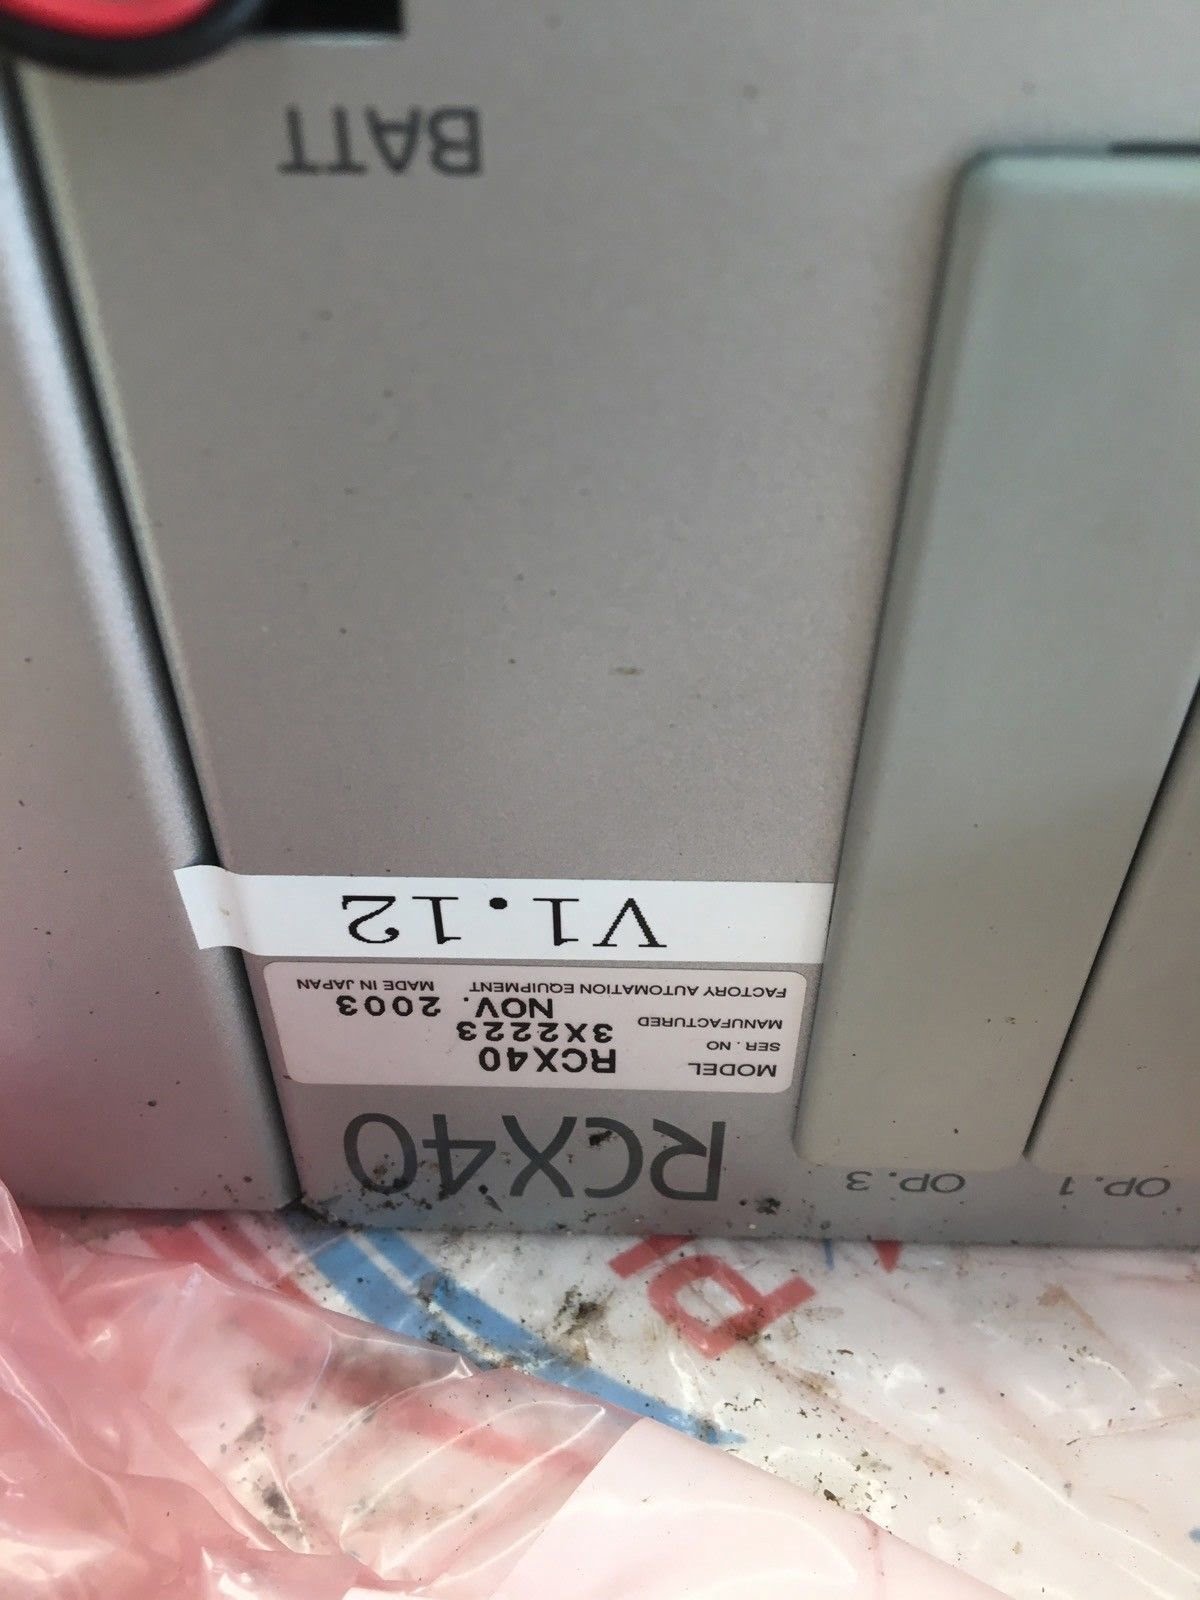 OP. 1
OP. 3
RCX40
MODEL RCX40
SER. NO 3X2223
MANUFACTURED NOV. 2003
FACTORY AUTOMATION EQUIPMENT MADE IN JAPAN
V1.12
BATT